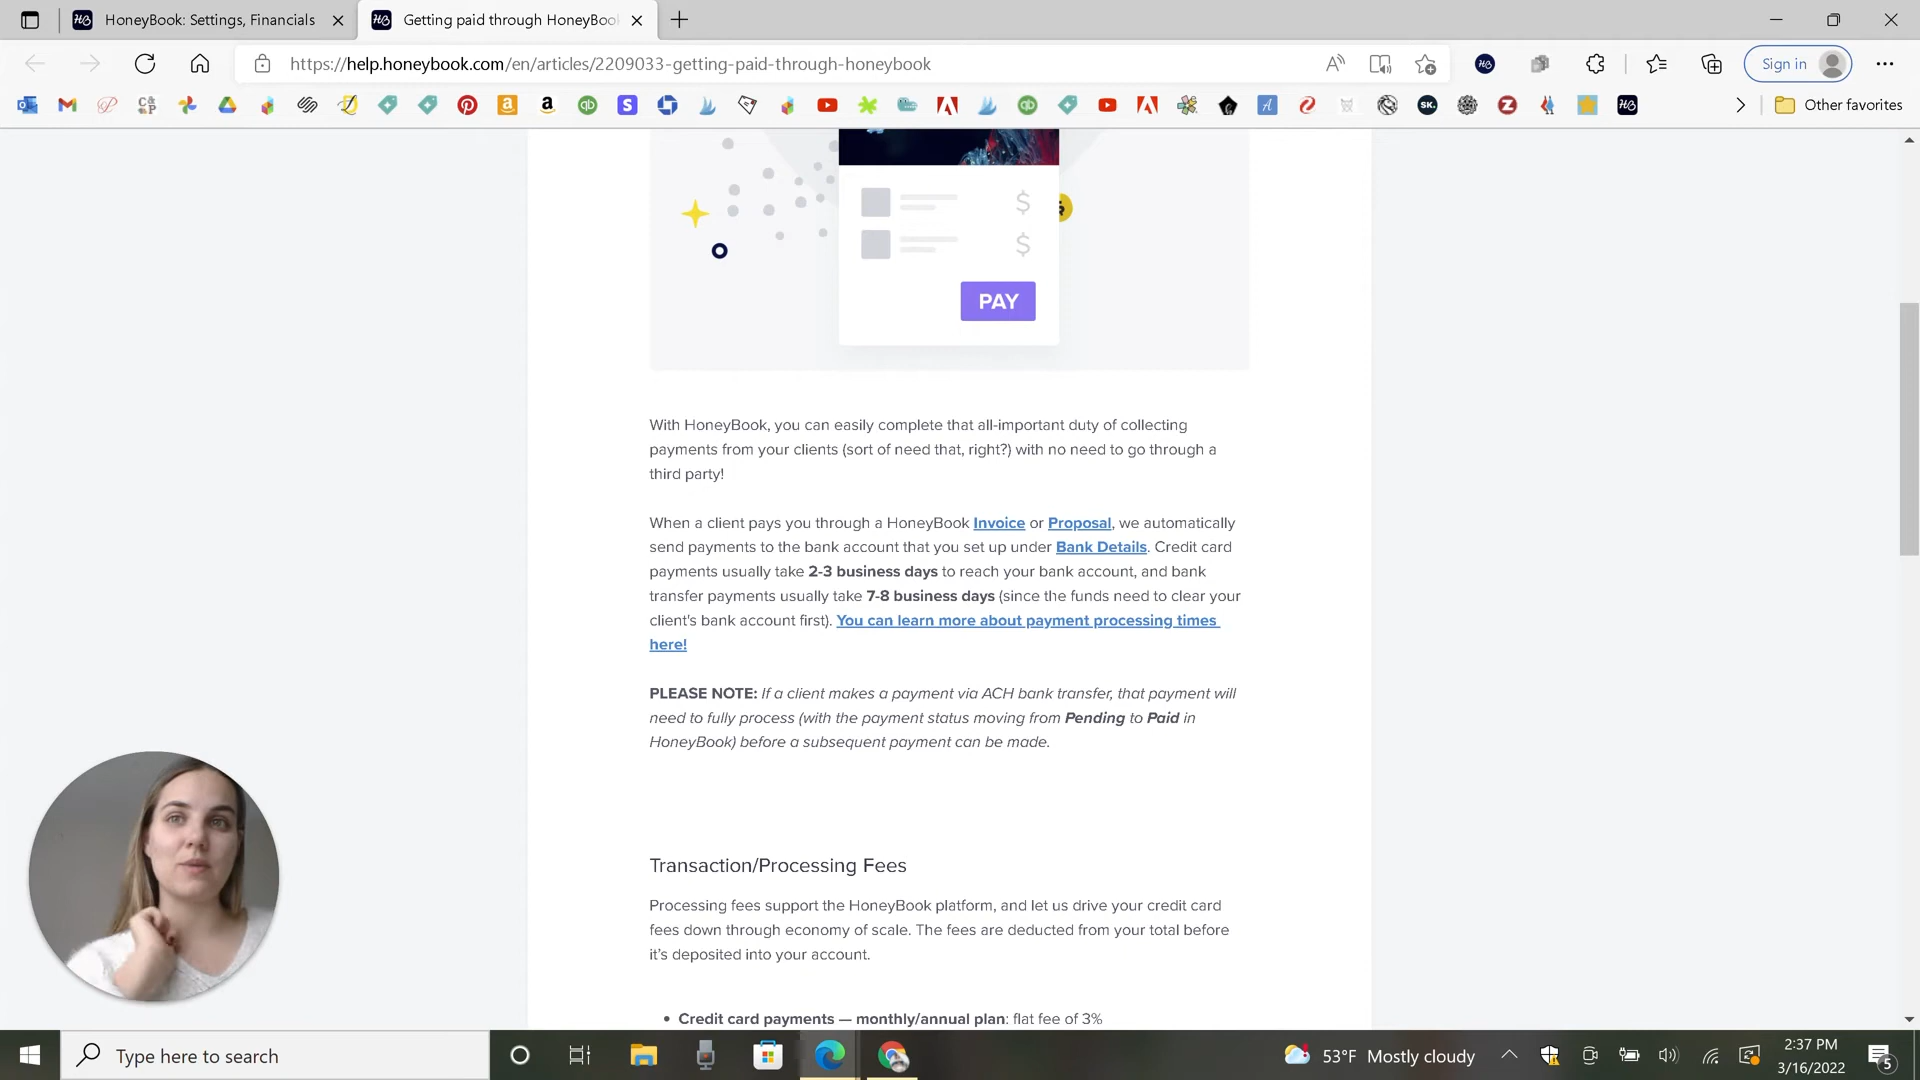 HoneyBook: Settings, Financials
Getting paid through HoneyBoo
https://help.honeybook.com/en/articles/2209033-getting-paid-through-honeybook
Sign in
Other favorites
$
$
PAY
With HoneyBook, you can easily complete that all-important duty of collecting
payments from your clients (sort of need that, right?) with no need to go through a
third party!
When a client pays you through a HoneyBook Invoice or Proposal, we automatically
send payments to the bank account that you set up under Bank Details. Credit card
payments usually take 2-3 business days to reach your bank account, and bank
transfer payments usually take 7-8 business days (since the funds need to clear your
client's bank account first). You can learn more about payment processing times
here!
PLEASE NOTE: If a client makes a payment via ACH bank transfer, that payment will
need to fully process (with the payment status moving from Pending to Paid in
HoneyBook) before a subsequent payment can be made.
Transaction/Processing Fees
Processing fees support the HoneyBook platform, and let us drive your credit card
fees down through economy of scale. The fees are deducted from your total before
it’s deposited into your account.
• Credit card payments — monthly/annual plan: flat fee of 3%
Type here to search
53°F Mostly cloudy
2:37 PM
3/16/2022
5